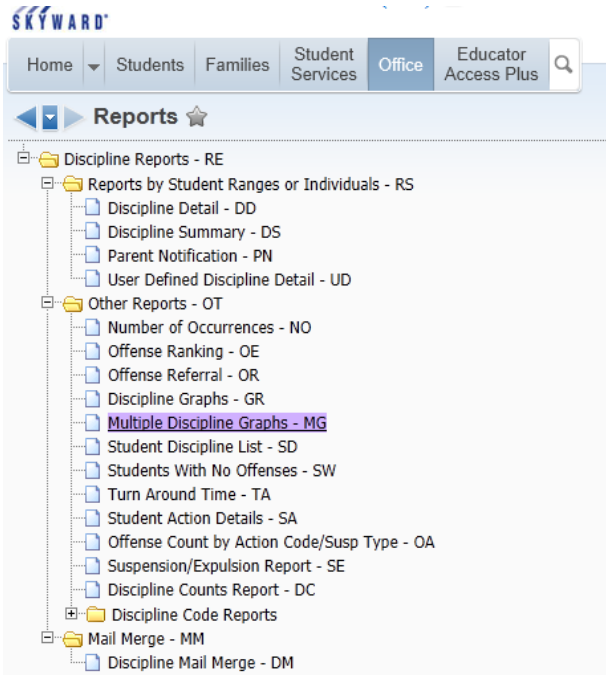 SKYWARD
Home Students Families Student Services Office Educator Access Plus
Reports
Discipline Reports - RE
Reports by Student Ranges or Individuals - RS
Discipline Detail - DD
Discipline Summary - DS
Parent Notification - PN
User Defined Discipline Detail - UD
Other Reports - OT
Number of Occurrences - NO
Offense Ranking - OE
Offense Referral - OR
Discipline Graphs - GR
Multiple Discipline Graphs - MG
Student Discipline List - SD
Students With No Offenses - SW
Turn Around Time - TA
Student Action Details - SA
Offense Count by Action Code/Susp Type - OA
Suspension/Expulsion Report - SE
Discipline Counts Report - DC
Discipline Code Reports
Mail Merge - MM
Discipline Mail Merge - DM